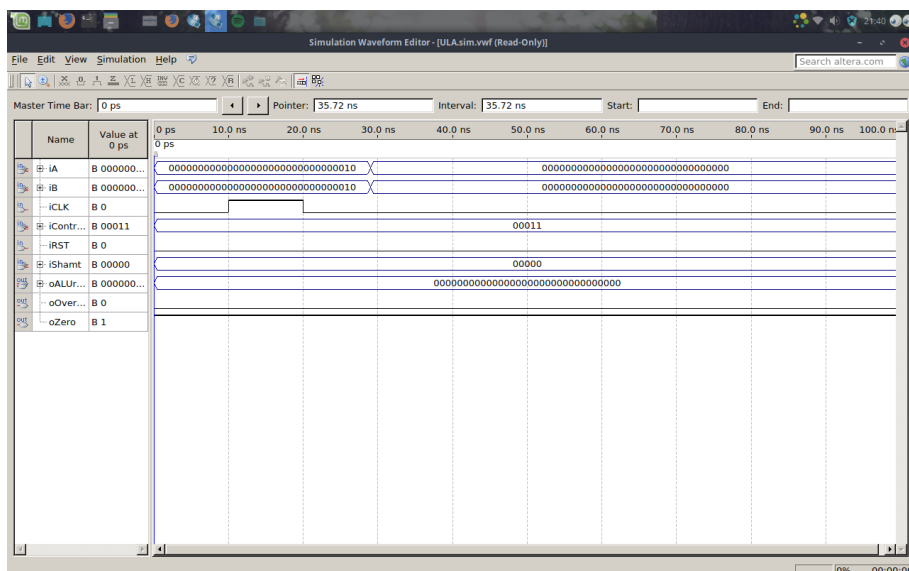 21:40
Simulation Waveform Editor - [ULA.sim.vwf (Read-Only)]
File Edit View Simulation Help
Search altera.com
Master Time Bar: 0 ps Pointer: 35.72 ns Interval: 35.72 ns Start: End:
Name Value at 0 ps
0 ps 10.0 ns 20.0 ns 30.0 ns 40.0 ns 50.0 ns 60.0 ns 70.0 ns 80.0 ns 90.0 ns 100.0 ns
0 ps
iA B 000000... 00000000000000000000000000000010 00000000000000000000000000000000
iB B 000000... 00000000000000000000000000000010 00000000000000000000000000000000
iCLK B 0
iContr... B 00011 00011
iRST B 0
iShamt B 00000 00000
oALUr... B 000000... 00000000000000000000000000000000
oOver... B 0
oZero B 1
0% 00:00:0